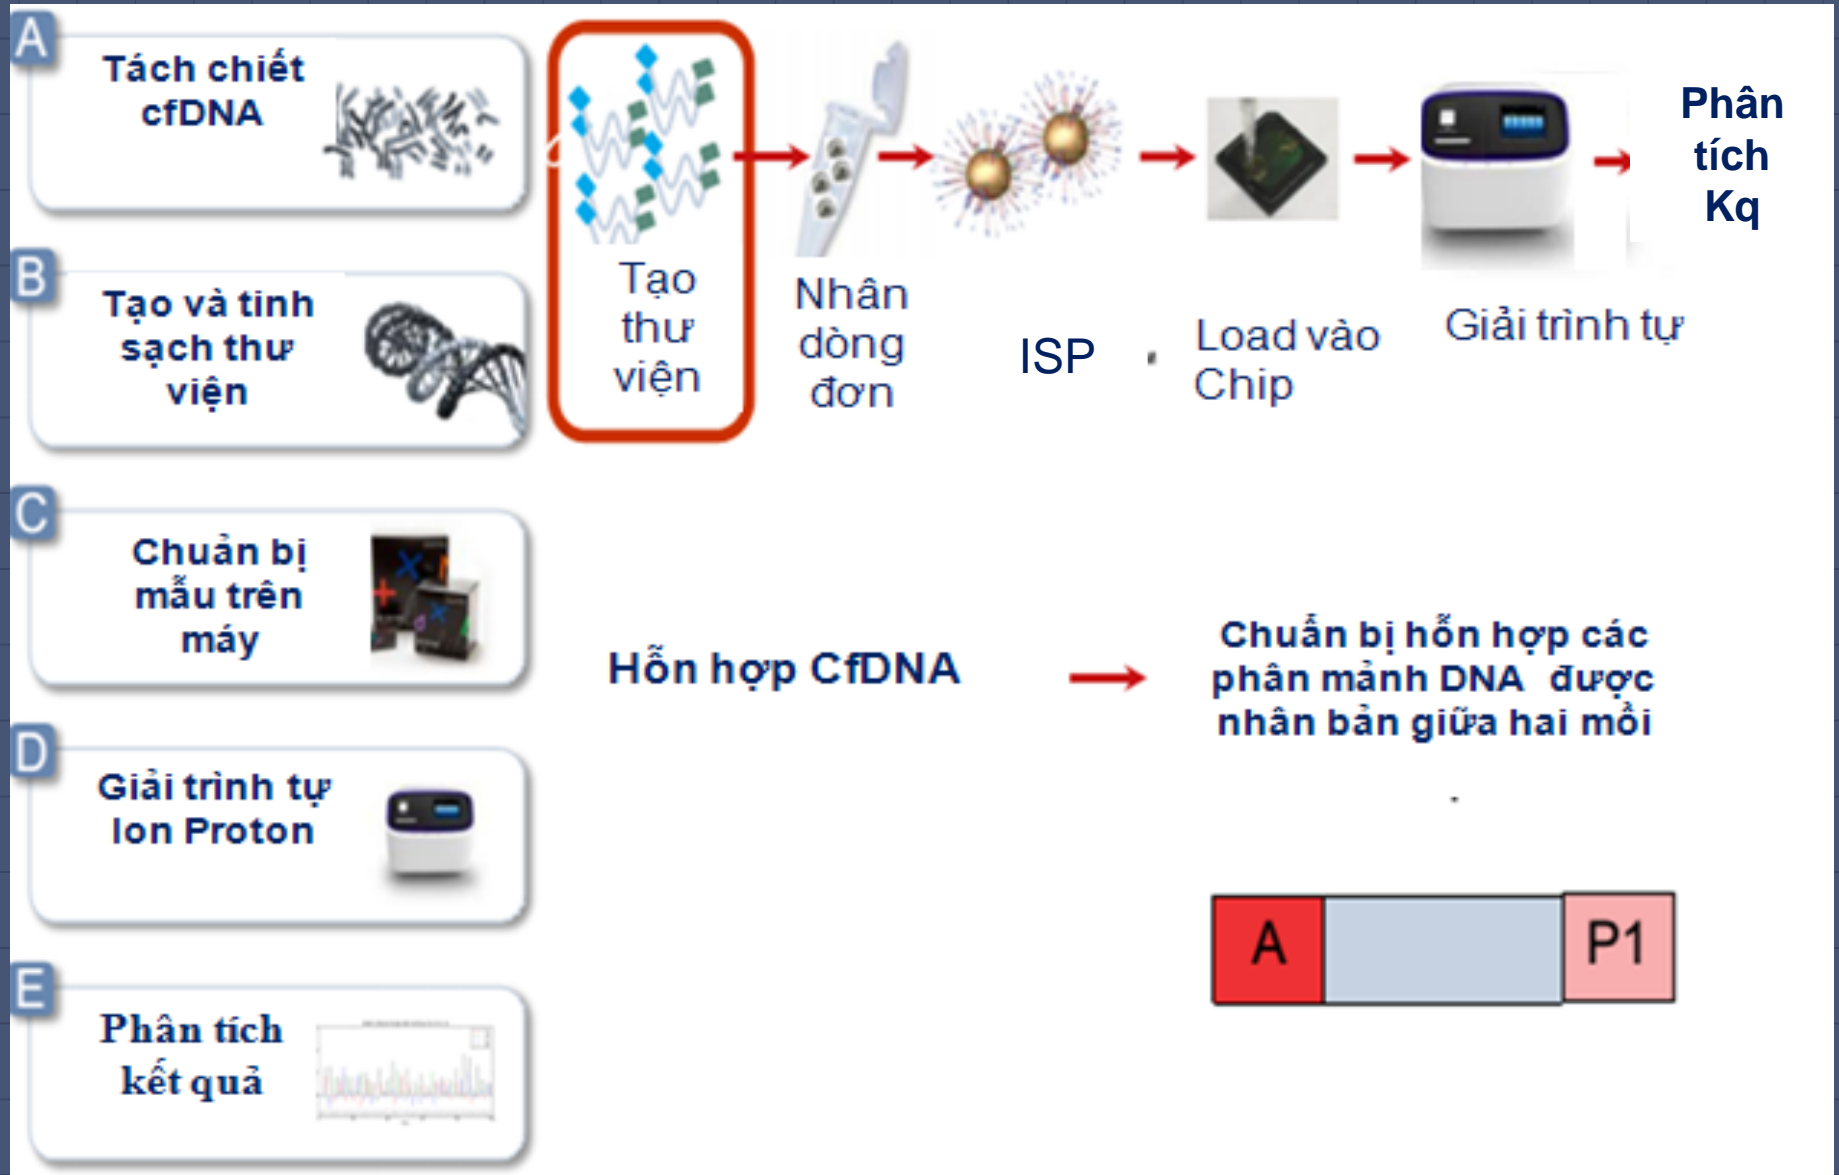 A
Tách chiết
cfDNA
B
Tạo và tinh
sạch thư
viện
C
Chuẩn bị
mẫu trên
máy
D
Giải trình tự
Ion Proton
E
Phân tích
kết quả
Tạo
thư
viện
Nhân
dòng
đơn
ISP
Load vào
Chip
Giải trình tự
Phân
tích
Kq
Hỗn hợp CfDNA
Chuẩn bị hỗn hợp các
phân mảnh DNA được
nhân bản giữa hai mồi
A
P1